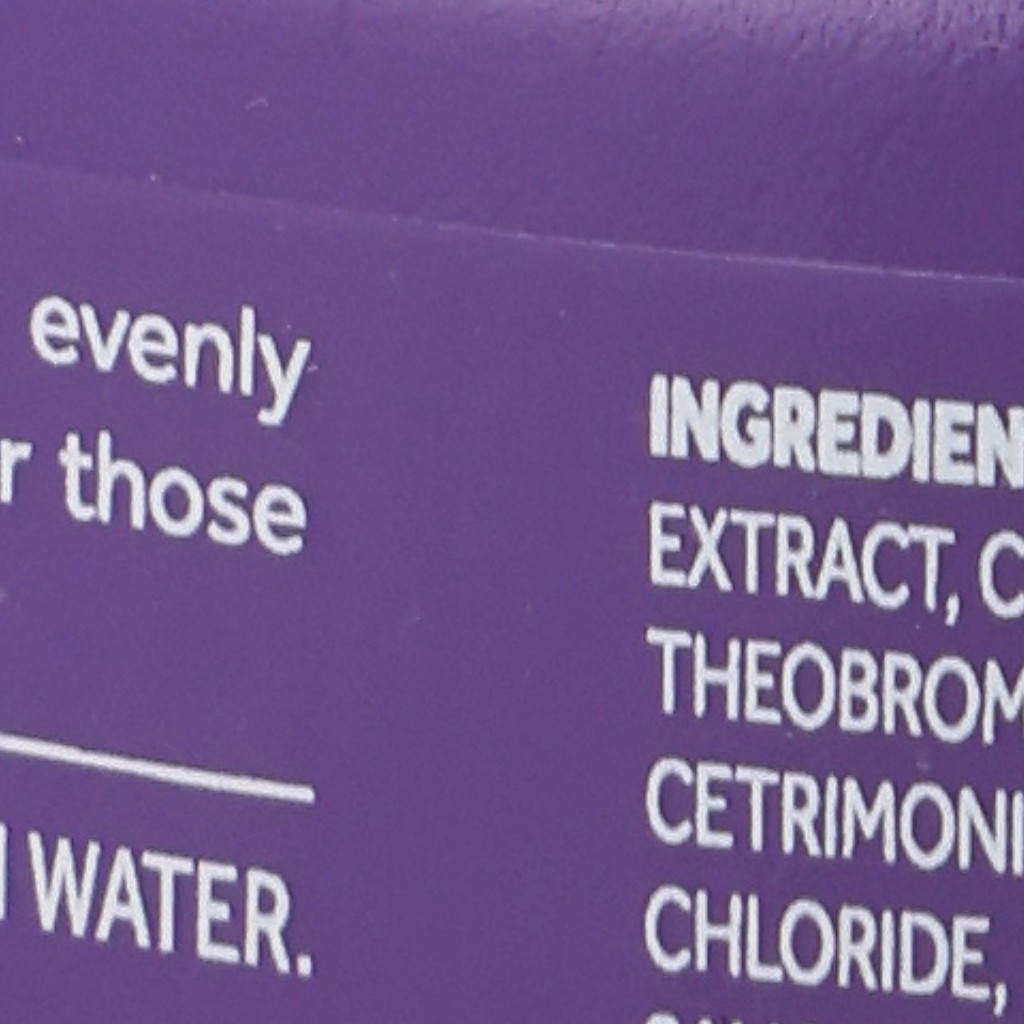 evenly
r those
WATER.
INGREDIEN
EXTRACT, C
THEOBROM
CETRIMONI
CHLORIDE,